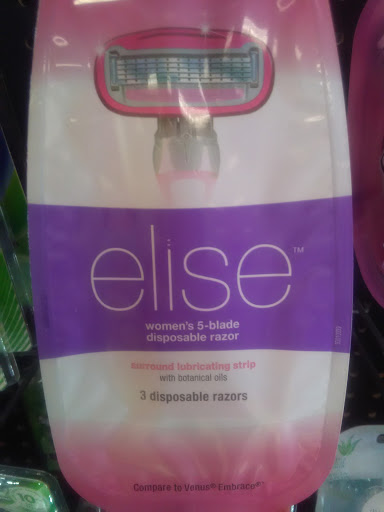 elise™
women's 5-blade
disposable razor
surround lubricating strip
with botanical oils
3 disposable razors
Compare to Venus® Embrace®*
10